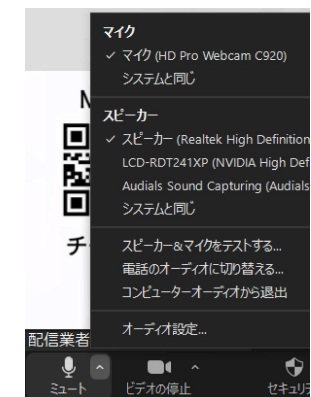 マイク
マイク (HD Pro Webcam C920)
システムと同じ
スピーカー
スピーカー (Realtek High Definition
LCD-RDT241XP (NVIDIA High Def
Audials Sound Capturing (Audials
システムと同じ
スピーカー&マイクをテストする...
電話のオーディオに切り替える...
コンピューターオーディオから退出
オーディオ設定...
N
チ
配信業者
ミュート
ビデオの停止
セキュリテ